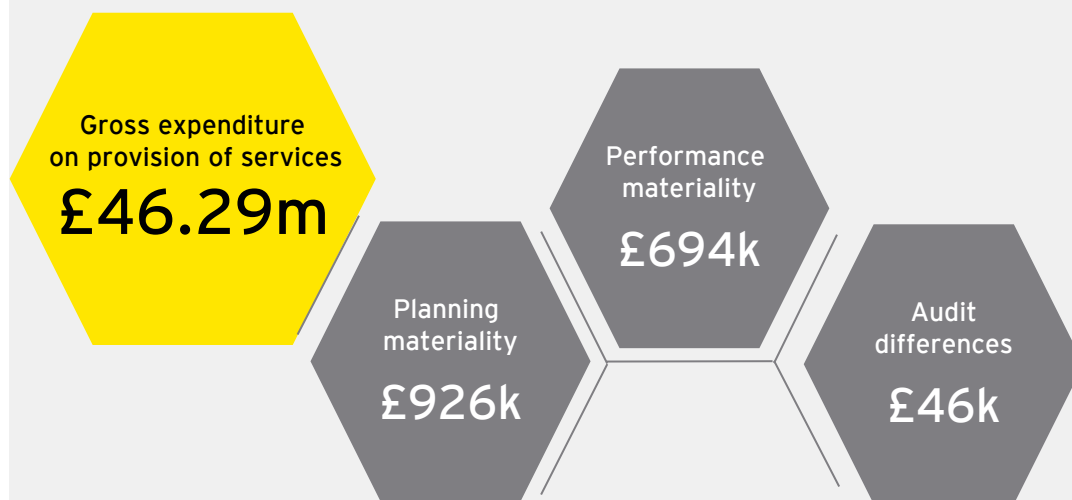 Gross expenditure
on provision of services
£46.29m
Planning
materiality
£926k
Performance
materiality
£694k
Audit
differences
£46k